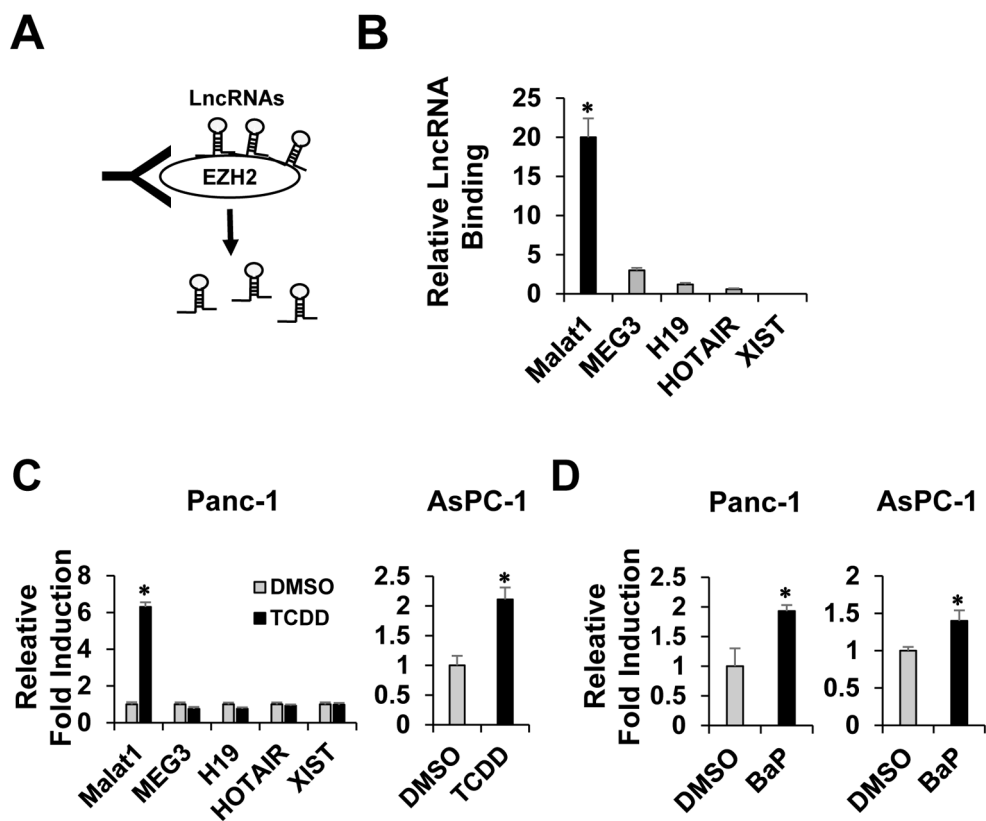 A
LncRNAs
EZH2
B
Relative LncRNA
Binding
25
20
15
10
5
0
*
Malat1
MEG3
H19
HOTAIR
XIST
C
Panc-1
Releative
Fold Induction
8
6
4
2
0
*
DMSO
TCDD
Malat1
MEG3
H19
HOTAIR
XIST
AsPC-1
2.5
2
1.5
1
0.5
0
*
DMSO
TCDD
D
Panc-1
Releative
Fold Induction
2.5
2
1.5
1
0.5
0
*
DMSO
BaP
AsPC-1
2
1.5
1
0.5
0
*
DMSO
BaP